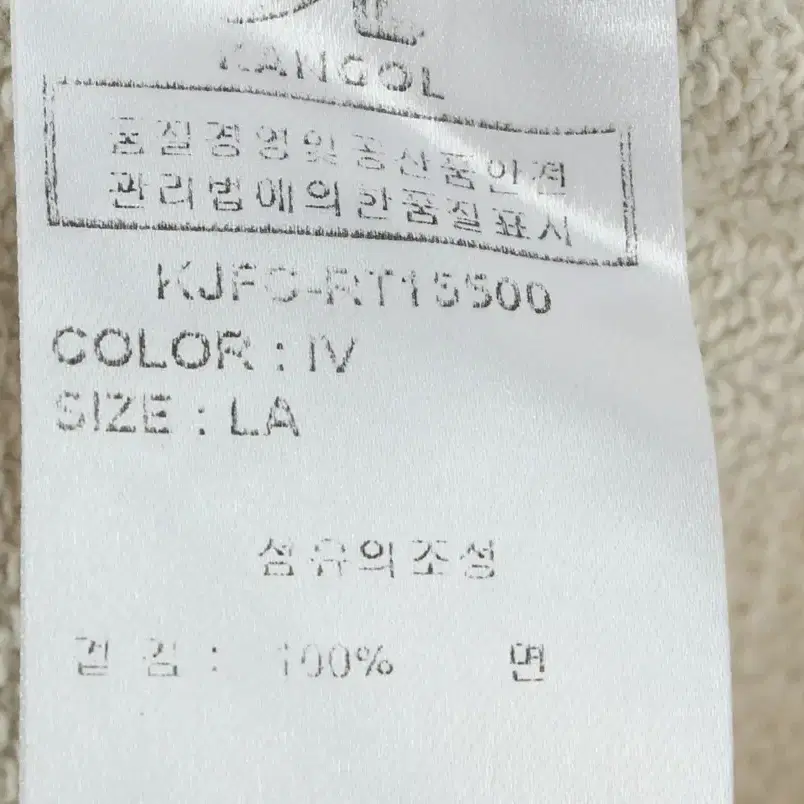 KANGOL
품질경영및공산품안전
관리법에의한품질표시
KJFC-RT15500
COLOR : IV
SIZE : LA
섬유의조성
겉 감 : 100% 면